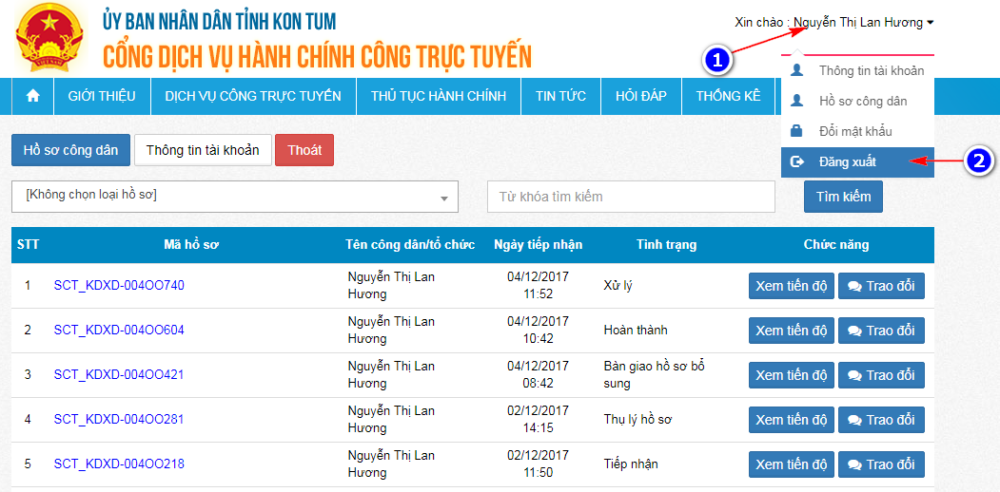 ỦY BAN NHÂN DÂN TỈNH KON TUM
CỔNG DỊCH VỤ HÀNH CHÍNH CÔNG TRỰC TUYẾN
Xin chào : Nguyễn Thị Lan Hương
1
Thông tin tài khoản
Hồ sơ công dân
Đổi mật khẩu
Đăng xuất
2
GIỚI THIỆU DỊCH VỤ CÔNG TRỰC TUYẾN THỦ TỤC HÀNH CHÍNH TIN TỨC HỎI ĐÁP THỐNG KÊ
Hồ sơ công dân Thông tin tài khoản Thoát
[Không chọn loại hồ sơ] Từ khóa tìm kiếm Tìm kiếm
STT Mã hồ sơ Tên công dân/tổ chức Ngày tiếp nhận Tình trạng Chức năng
1 SCT_KDXD-004OO740 Nguyễn Thị Lan 04/12/2017 Xử lý Xem tiến độ Trao đổi
Hương 11:52
2 SCT_KDXD-004OO604 Nguyễn Thị Lan 04/12/2017 Hoàn thành Xem tiến độ Trao đổi
Hương 10:42
3 SCT_KDXD-004OO421 Nguyễn Thị Lan 04/12/2017 Bàn giao hồ sơ bổ Xem tiến độ Trao đổi
Hương 08:42 sung
4 SCT_KDXD-004OO281 Nguyễn Thị Lan 02/12/2017 Thụ lý hồ sơ Xem tiến độ Trao đổi
Hương 14:15
5 SCT_KDXD-004OO218 Nguyễn Thị Lan 02/12/2017 Tiếp nhận Xem tiến độ Trao đổi
Hương 11:50